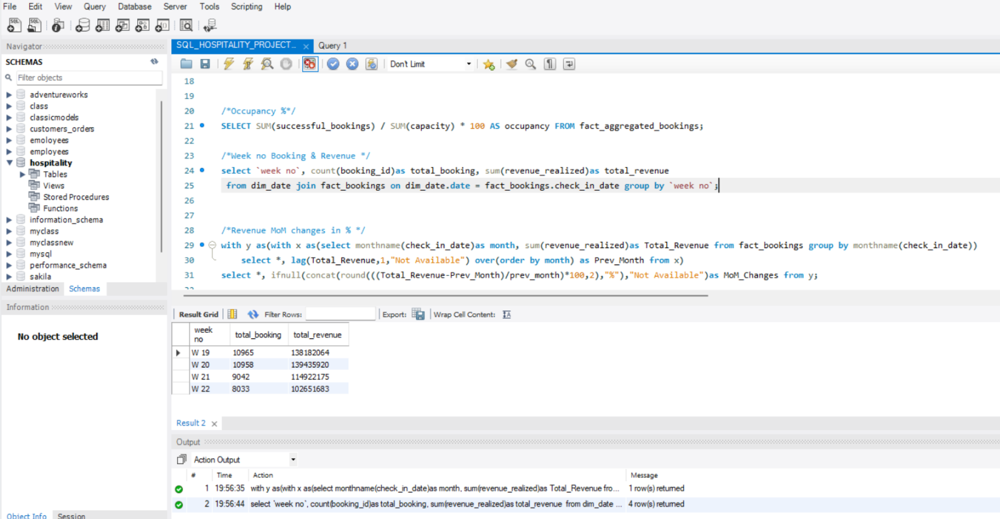 File Edit View Query Database Server Tools Scripting Help
Navigator
SCHEMAS
Filter objects
adventureworks
class
classicmodels
customers_orders
emoloyees
employees
hospitality
Tables
Views
Stored Procedures
Functions
information_schema
myclass
myclassnew
mysql
performance_schema
sakila
Administration Schemas
Information
No object selected
Object Info Session
SQL_HOSPITALITY_PROJECT... × Query 1
Don't Limit
18
19
20 /*Occupancy %*/
21 SELECT SUM(successful_bookings) / SUM(capacity) * 100 AS occupancy FROM fact_aggregated_bookings;
22
23 /*Week no Booking & Revenue */
24 select `week no`, count(booking_id)as total_booking, sum(revenue_realized)as total_revenue
25 from dim_date join fact_bookings on dim_date.date = fact_bookings.check_in_date group by `week no`;
26
27
28 /*Revenue MoM changes in % */
29 with y as(with x as(select monthname(check_in_date)as month, sum(revenue_realized)as Total_Revenue from fact_bookings group by monthname(check_in_date))
30 select *, lag(Total_Revenue,1,"Not Available") over(order by month) as Prev_Month from x)
31 select *, ifnull(concat(round(((Total_Revenue-Prev_Month)/prev_month)*100,2),"%"),"Not Available")as MoM_Changes from y;
32
Result Grid Filter Rows: Export: Wrap Cell Content:
week no total_booking total_revenue
W 19 10965 138182064
W 20 10958 139435920
W 21 9042 114922175
W 22 8033 102651683
Result 2 ×
Output
Action Output
# Time Action Message
1 19:56:35 with y as(with x as(select monthname(check_in_date)as month, sum(revenue_realized)as Total_Revenue fro... 1 row(s) returned
2 19:56:44 select `week no`, count(booking_id)as total_booking, sum(revenue_realized)as total_revenue from dim_date ... 4 row(s) returned